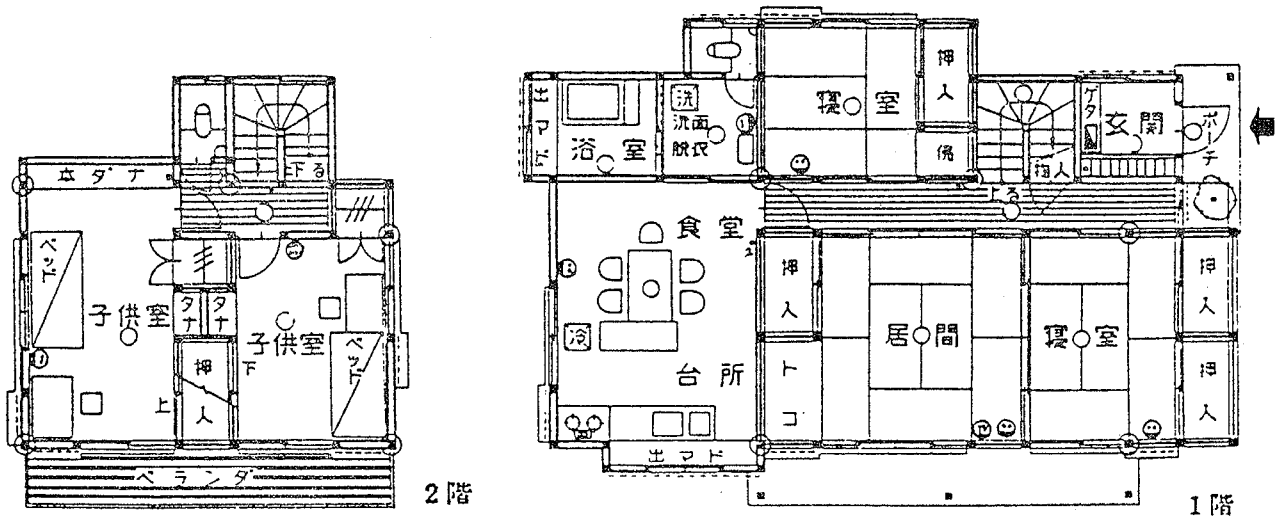 本ダナ
下る
ベッド
子供室
タナ
タナ
子供室
下
ベッド
押入
上
ベランダ
2階
出マド
浴室
洗
洗面
脱衣
寝室
押入
仏
ゲタ
玄関
ポーチ
押入
上る
食堂
冷
台所
出マド
押入
トコ
居間
寝室
押入
押入
1階